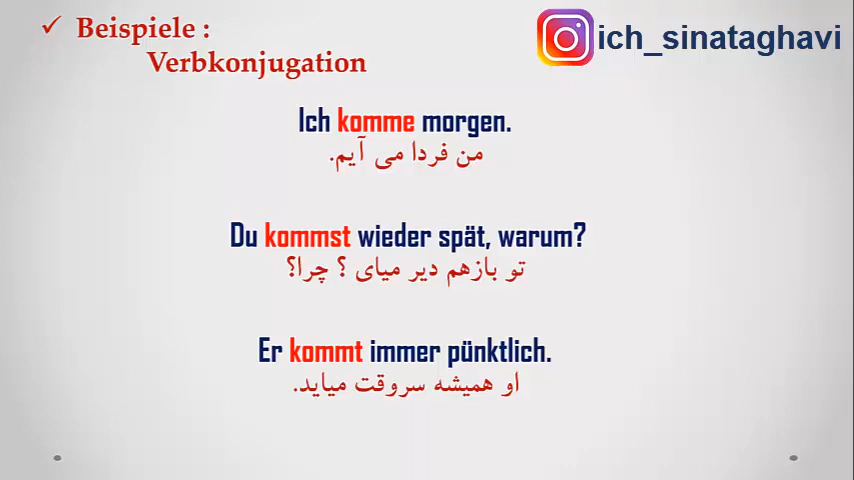 ✓ Beispiele :
Verbkonjugation
ich_sinataghavi
Ich komme morgen.
من فردا می آیم.
Du kommst wieder spät, warum?
تو بازهم دیر میای ؟ چرا؟
Er kommt immer pünktlich.
او همیشه سروقت میاید.